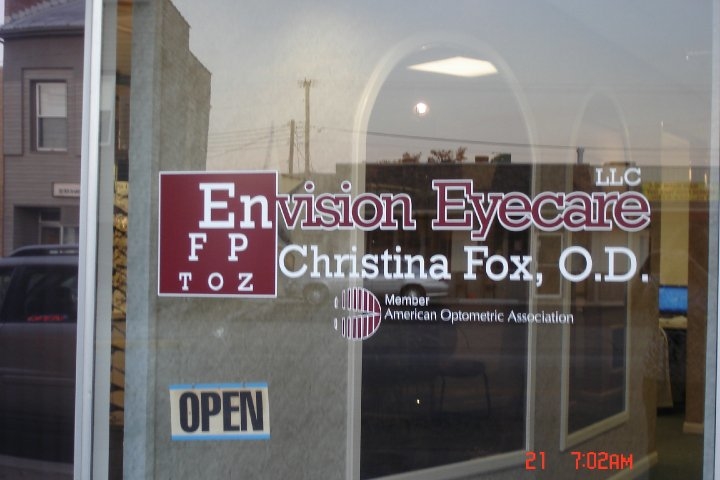 Envision Eyecare LLC
F P
T O Z
Christina Fox, O.D.
Member
American Optometric Association
OPEN
21 7:02AM